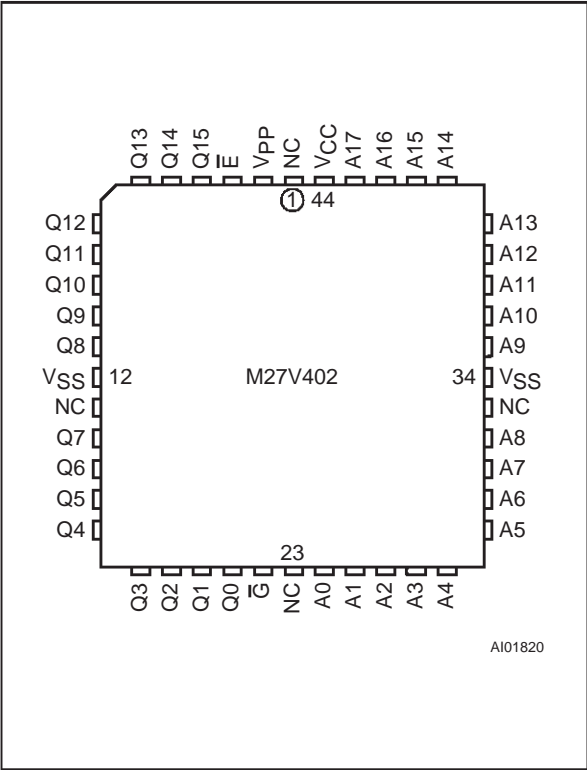 Q13 Q14 Q15 E̅ VPP NC VCC A17 A16 A15 A14
1 44
Q12 A13
Q11 A12
Q10 A11
Q9 A10
Q8 A9
VSS 12 M27V402 34 VSS
NC NC
Q7 A8
Q6 A7
Q5 A6
Q4 A5
23
Q3 Q2 Q1 Q0 G̅ NC A0 A1 A2 A3 A4
AI01820